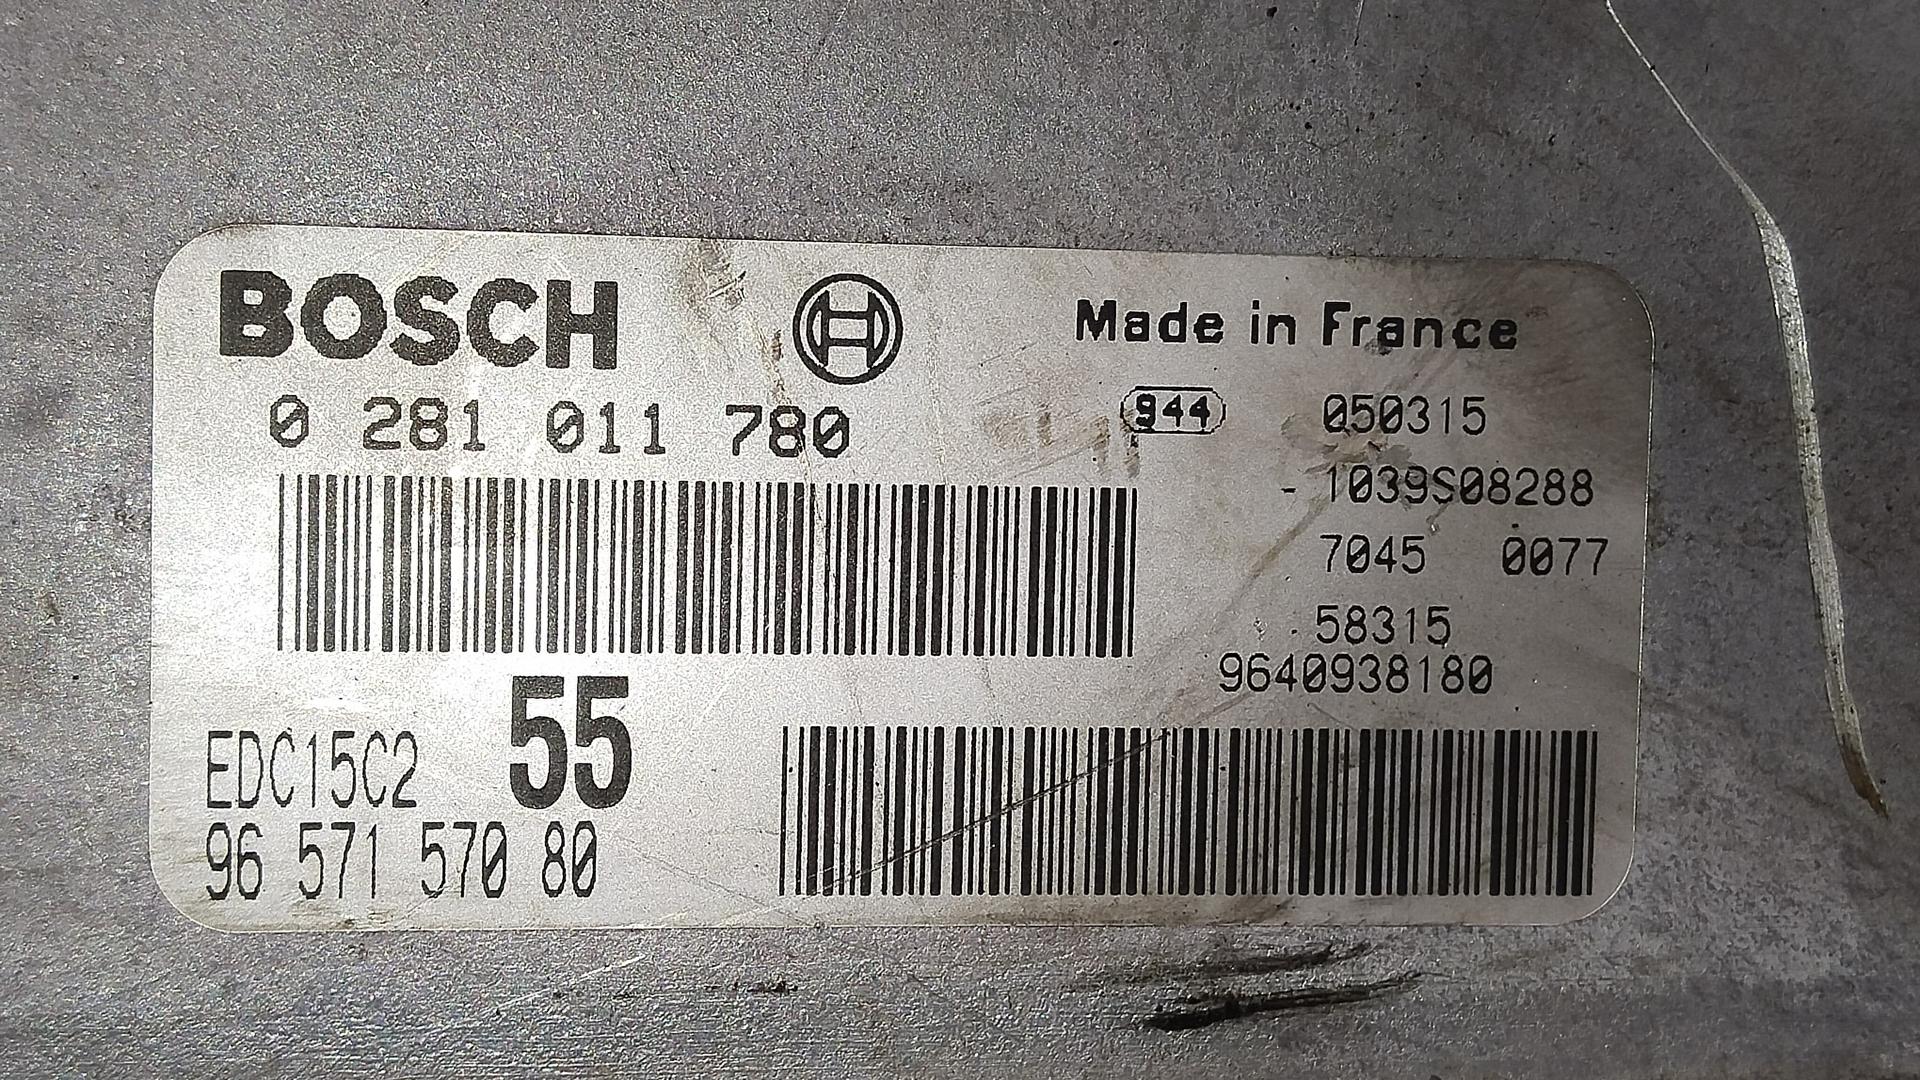 BOSCH
Made in France
0 281 011 780
944 050315
- 1039S08288
7045 0077
58315
9640938180
EDC15C2 55
96 571 570 80